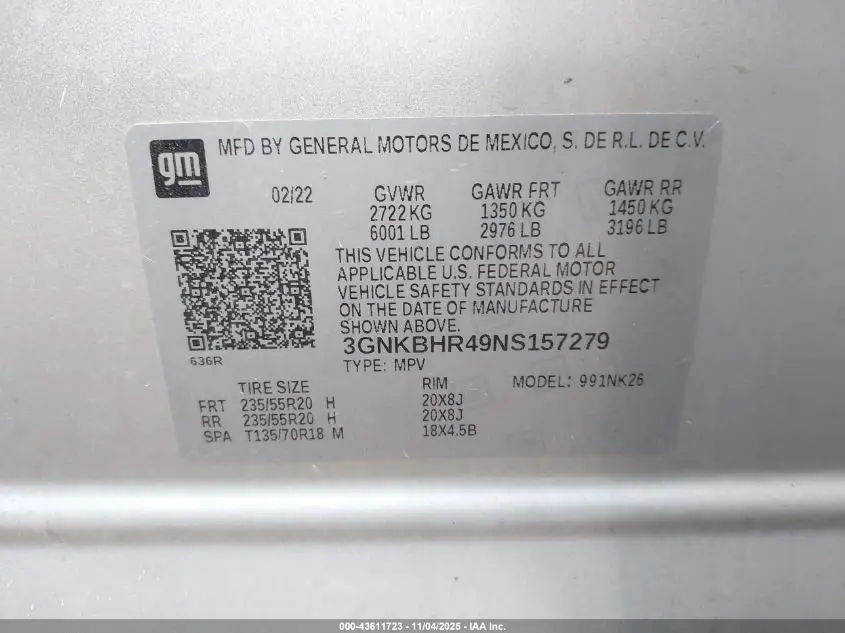 gm
MFD BY GENERAL MOTORS DE MEXICO, S. DE R.L. DE C.V.
02/22 GVWR GAWR FRT GAWR RR
2722 KG 1350 KG 1450 KG
6001 LB 2976 LB 3196 LB
THIS VEHICLE CONFORMS TO ALL
APPLICABLE U.S. FEDERAL MOTOR
VEHICLE SAFETY STANDARDS IN EFFECT
ON THE DATE OF MANUFACTURE
SHOWN ABOVE.
3GNKBHR49NS157279
636R
TYPE: MPV MODEL: 991NK26
TIRE SIZE RIM
FRT 235/55R20 H 20X8J
RR 235/55R20 H 20X8J
SPA T135/70R18 M 18X4.5B
000-43611723 - 11/04/2025 - IAA Inc.